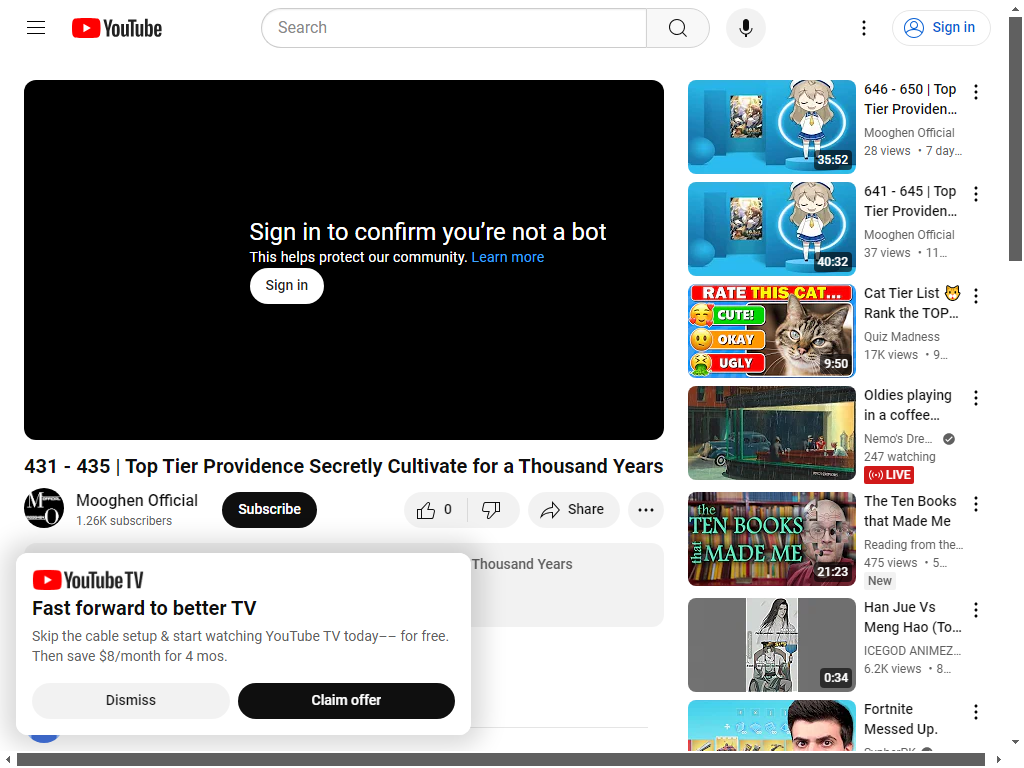 YouTube
Search
Sign in
Sign in to confirm you’re not a bot
This helps protect our community. Learn more
Sign in
431 - 435 | Top Tier Providence Secretly Cultivate for a Thousand Years
Mooghen Official
1.26K subscribers
Subscribe
0
Share
Thousand Years
YouTube TV
Fast forward to better TV
Skip the cable setup & start watching YouTube TV today–– for free.
Then save $8/month for 4 mos.
Dismiss
Claim offer
646 - 650 | Top
Tier Providen...
Mooghen Official
28 views • 7 day...
35:52
641 - 645 | Top
Tier Providen...
Mooghen Official
37 views • 11...
40:32
RATE THIS CAT...
CUTE!
OKAY
UGLY
9:50
Cat Tier List 🐯
Rank the TOP...
Quiz Madness
17K views • 9...
Oldies playing
in a coffee...
Nemo's Dre...
247 watching
LIVE
the
TEN BOOKS
that
MADE ME
21:23
The Ten Books
that Made Me
Reading from the...
475 views • 5...
New
0:34
Han Jue Vs
Meng Hao (To...
ICEGOD ANIMEZ...
6.2K views • 8...
Fortnite
Messed Up.